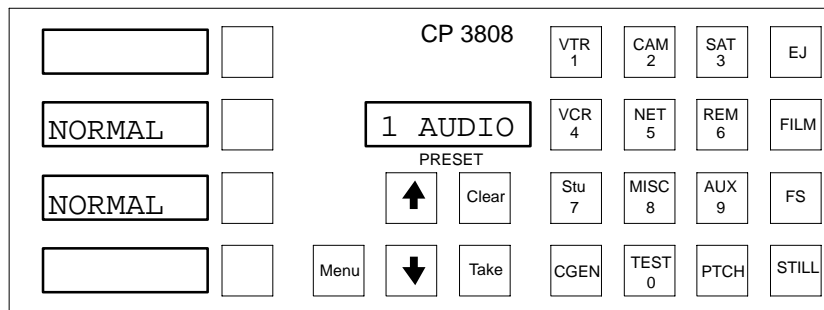 CP 3808
VTR
1
CAM
2
SAT
3
EJ
NORMAL
1 AUDIO
PRESET
VCR
4
NET
5
REM
6
FILM
NORMAL
Clear
Stu
7
MISC
8
AUX
9
FS
Menu
Take
CGEN
TEST
0
PTCH
STILL